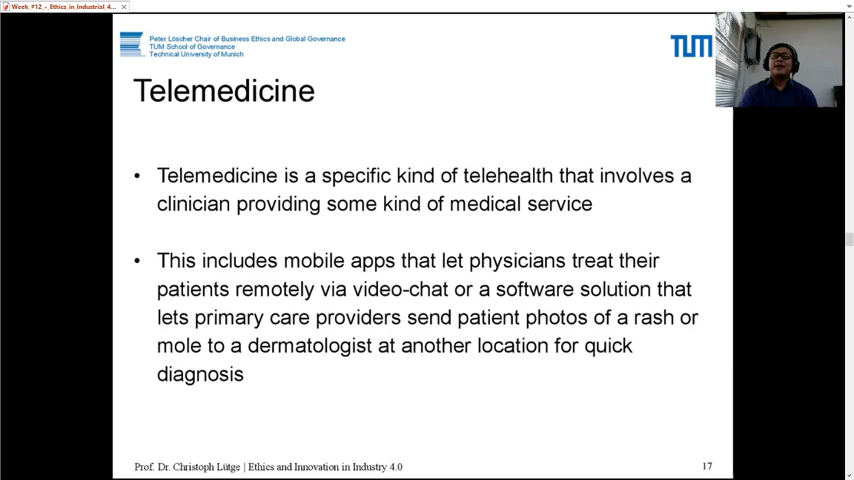 Week_#12_-_Ethics_in_Industrial_4...
Peter Löscher Chair of Business Ethics and Global Governance
TUM School of Governance
Technical University of Munich
TUM
Telemedicine
• Telemedicine is a specific kind of telehealth that involves a
clinician providing some kind of medical service
• This includes mobile apps that let physicians treat their
patients remotely via video-chat or a software solution that
lets primary care providers send patient photos of a rash or
mole to a dermatologist at another location for quick
diagnosis
Prof. Dr. Christoph Lütge | Ethics and Innovation in Industry 4.0
17